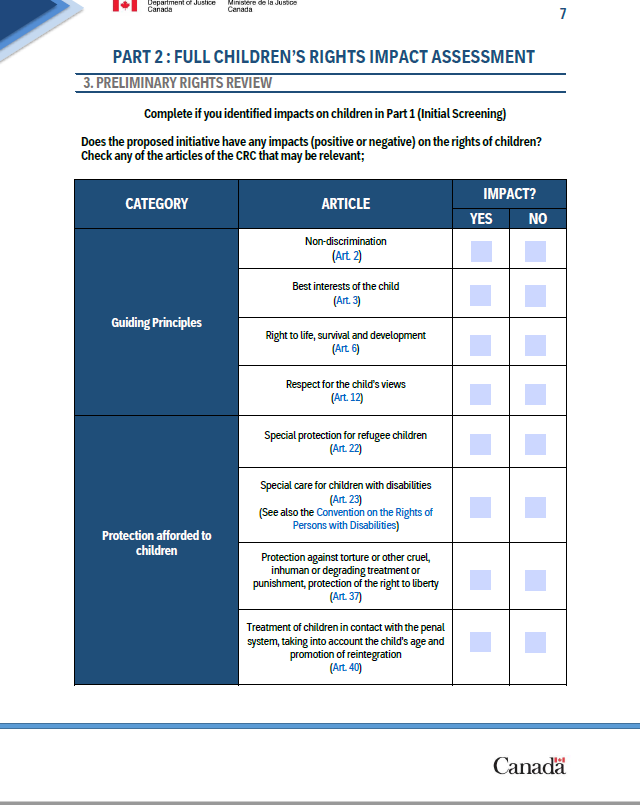 Department of Justice
Canada
Ministère de la Justice
Canada
7
PART 2 : FULL CHILDREN'S RIGHTS IMPACT ASSESSMENT
3. PRELIMINARY RIGHTS REVIEW
Complete if you identified impacts on children in Part 1 (Initial Screening)
Does the proposed initiative have any impacts (positive or negative) on the rights of children?
Check any of the articles of the CRC that may be relevant;
CATEGORY
ARTICLE
IMPACT?
YES
NO
Guiding Principles
Non-discrimination
(Art. 2)
Best interests of the child
(Art. 3)
Right to life, survival and development
(Art. 6)
Respect for the child's views
(Art. 12)
Protection afforded to
children
Special protection for refugee children
(Art. 22)
Special care for children with disabilities
(Art. 23)
(See also the Convention on the Rights of
Persons with Disabilities)
Protection against torture or other cruel,
inhuman or degrading treatment or
punishment, protection of the right to liberty
(Art. 37)
Treatment of children in contact with the penal
system, taking into account the child's age and
promotion of reintegration
(Art. 40)
Canada